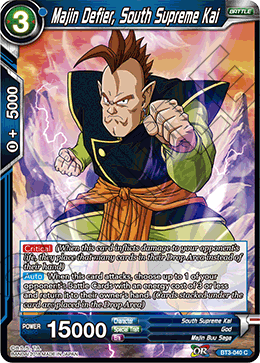 Majin Defier, South Supreme Kai
BATTLE
3
+ 5000
Critical (When this card inflicts damage to your opponent's
life, they place that many cards in their Drop Area instead of
their hand.)
Auto When this card attacks, choose up to 1 of your
opponent's Battle Cards with an energy cost of 3 or less
and return it to their owner's hand. (Cards stacked under the
card are placed in the Drop Area.)
POWER
15000
Character
South Supreme Kai
Special Trait
God
Era
Majin Buu Saga
BT3-040 C